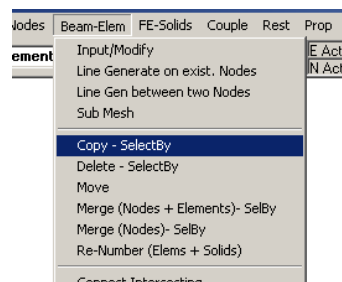 Nodes Beam-Elem FE-Solids Couple Rest Prop
ement
E Act
N Act
Input/Modify
Line Generate on exist. Nodes
Line Gen between two Nodes
Sub Mesh
Copy - SelectBy
Delete - SelectBy
Move
Merge (Nodes + Elements)- SelBy
Merge (Nodes)- SelBy
Re-Number (Elems + Solids)
Connect Intersecting